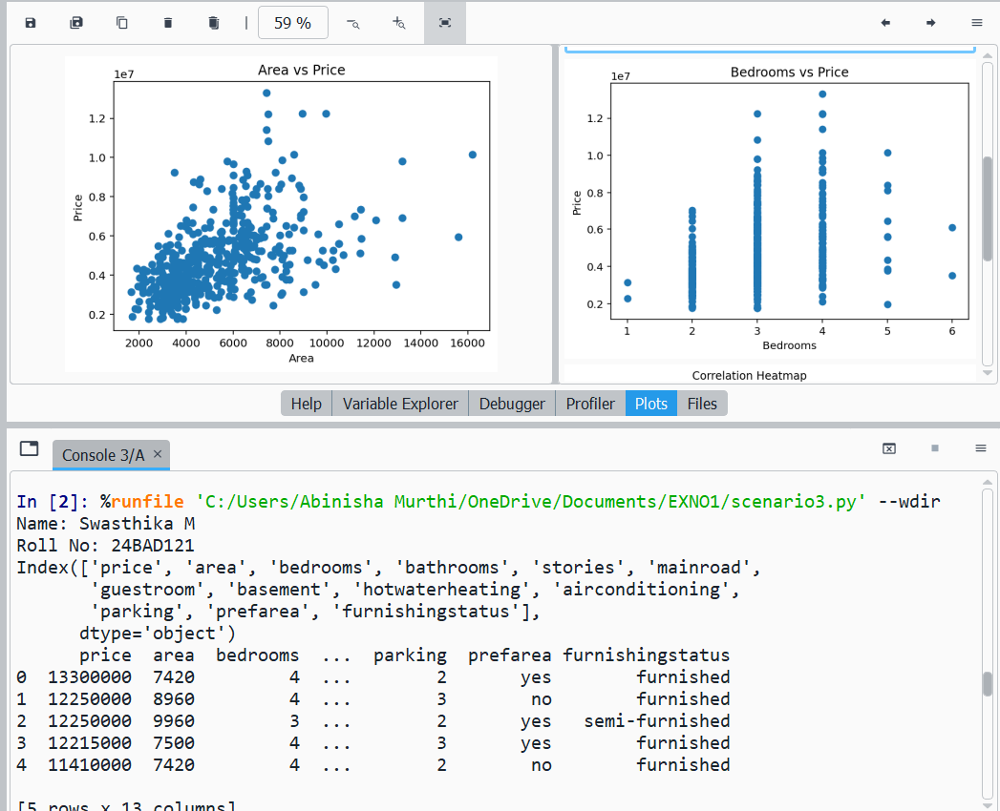 59 %
Area vs Price
1e7
1.2
1.0
0.8
0.6
0.4
0.2
Price
2000 4000 6000 8000 10000 12000 14000 16000
Area
Bedrooms vs Price
1e7
1.2
1.0
0.8
0.6
0.4
0.2
Price
1 2 3 4 5 6
Bedrooms
Correlation Heatmap
Help Variable Explorer Debugger Profiler Plots Files
Console 3/A ×
In [2]: %runfile 'C:/Users/Abinisha Murthi/OneDrive/Documents/EXNO1/scenario3.py' --wdir
Name: Swasthika M
Roll No: 24BAD121
Index(['price', 'area', 'bedrooms', 'bathrooms', 'stories', 'mainroad',
       'guestroom', 'basement', 'hotwaterheating', 'airconditioning',
       'parking', 'prefarea', 'furnishingstatus'],
      dtype='object')
      price  area  bedrooms  ...  parking  prefarea furnishingstatus
0  13300000  7420         4  ...        2       yes        furnished
1  12250000  8960         4  ...        3        no        furnished
2  12250000  9960         3  ...        2       yes   semi-furnished
3  12215000  7500         4  ...        3       yes        furnished
4  11410000  7420         4  ...        2        no        furnished
[5 rows x 13 columns]